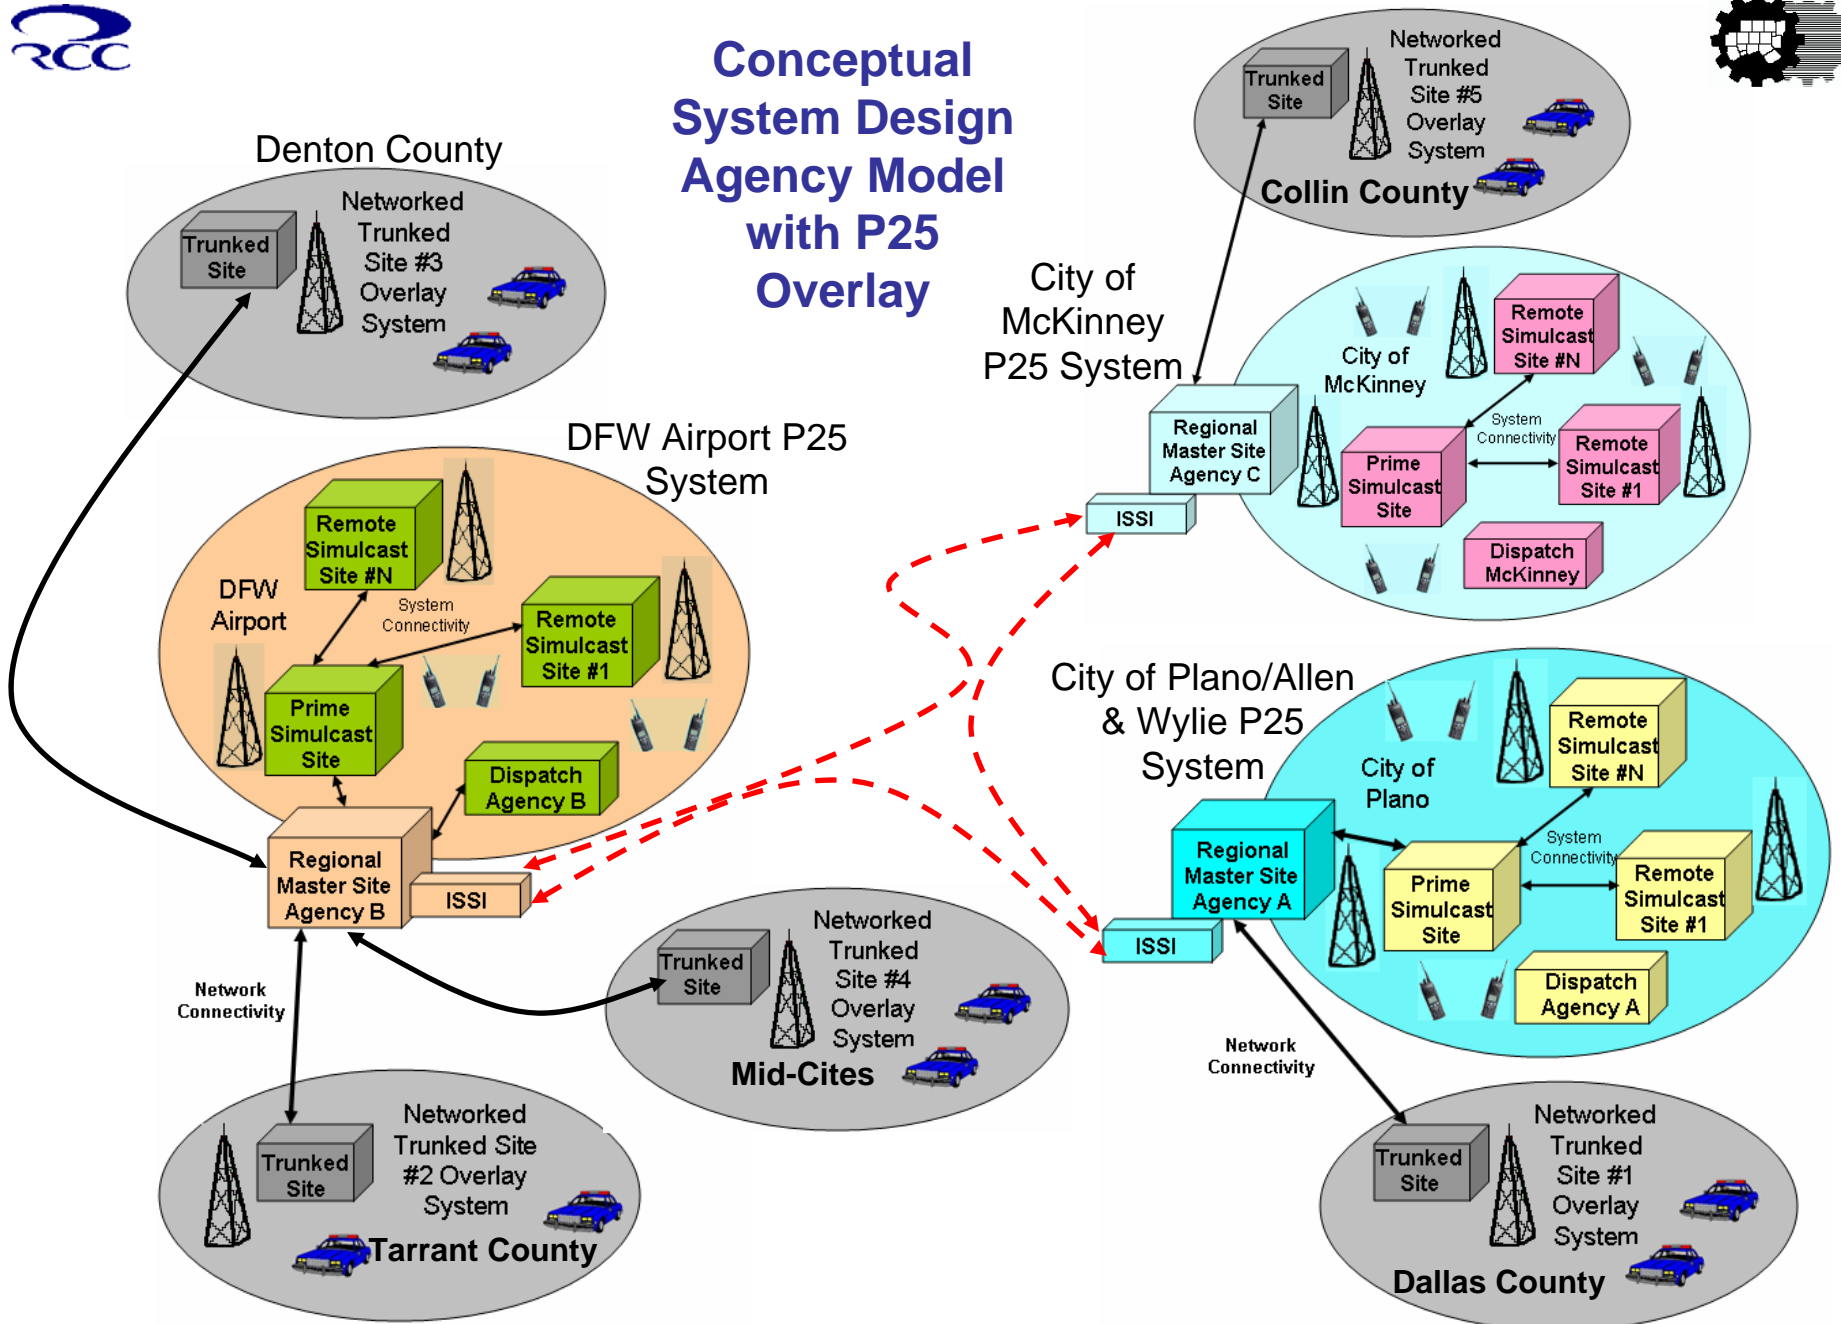 RCC
Conceptual
System Design
Agency Model
with P25
Overlay
Networked
Trunked
Site #5
Overlay
System
Trunked
Site
Collin County
Denton County
Networked
Trunked
Site #3
Overlay
System
Trunked
Site
City of
McKinney
P25 System
City of
McKinney
Remote
Simulcast
Site #N
System
Connectivity
Remote
Simulcast
Site #1
Prime
Simulcast
Site
Dispatch
McKinney
Regional
Master Site
Agency C
ISSI
DFW Airport P25
System
Remote
Simulcast
Site #N
DFW
Airport
System
Connectivity
Remote
Simulcast
Site #1
Prime
Simulcast
Site
Dispatch
Agency B
Regional
Master Site
Agency B
ISSI
City of Plano/Allen
& Wylie P25
System
City of
Plano
Remote
Simulcast
Site #N
System
Connectivity
Remote
Simulcast
Site #1
Prime
Simulcast
Site
Dispatch
Agency A
Regional
Master Site
Agency A
ISSI
Network
Connectivity
Trunked
Site
Networked
Trunked
Site #4
Overlay
System
Mid-Cites
Network
Connectivity
Trunked
Site
Networked
Trunked Site
#2 Overlay
System
Tarrant County
Trunked
Site
Networked
Trunked
Site #1
Overlay
System
Dallas County